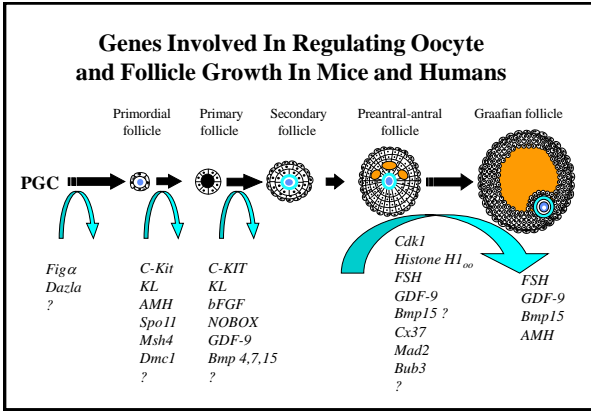 Genes Involved In Regulating Oocyte
and Follicle Growth In Mice and Humans
Primordial
follicle
Primary
follicle
Secondary
follicle
Preantral-antral
follicle
Graafian follicle
PGC
Figα
Dazla
?
C-Kit
KL
AMH
Spo11
Msh4
Dmc1
?
C-KIT
KL
bFGF
NOBOX
GDF-9
Bmp 4,7,15
?
Cdk1
Histone H1oo
FSH
GDF-9
Bmp15 ?
Cx37
Mad2
Bub3
?
FSH
GDF-9
Bmp15
AMH